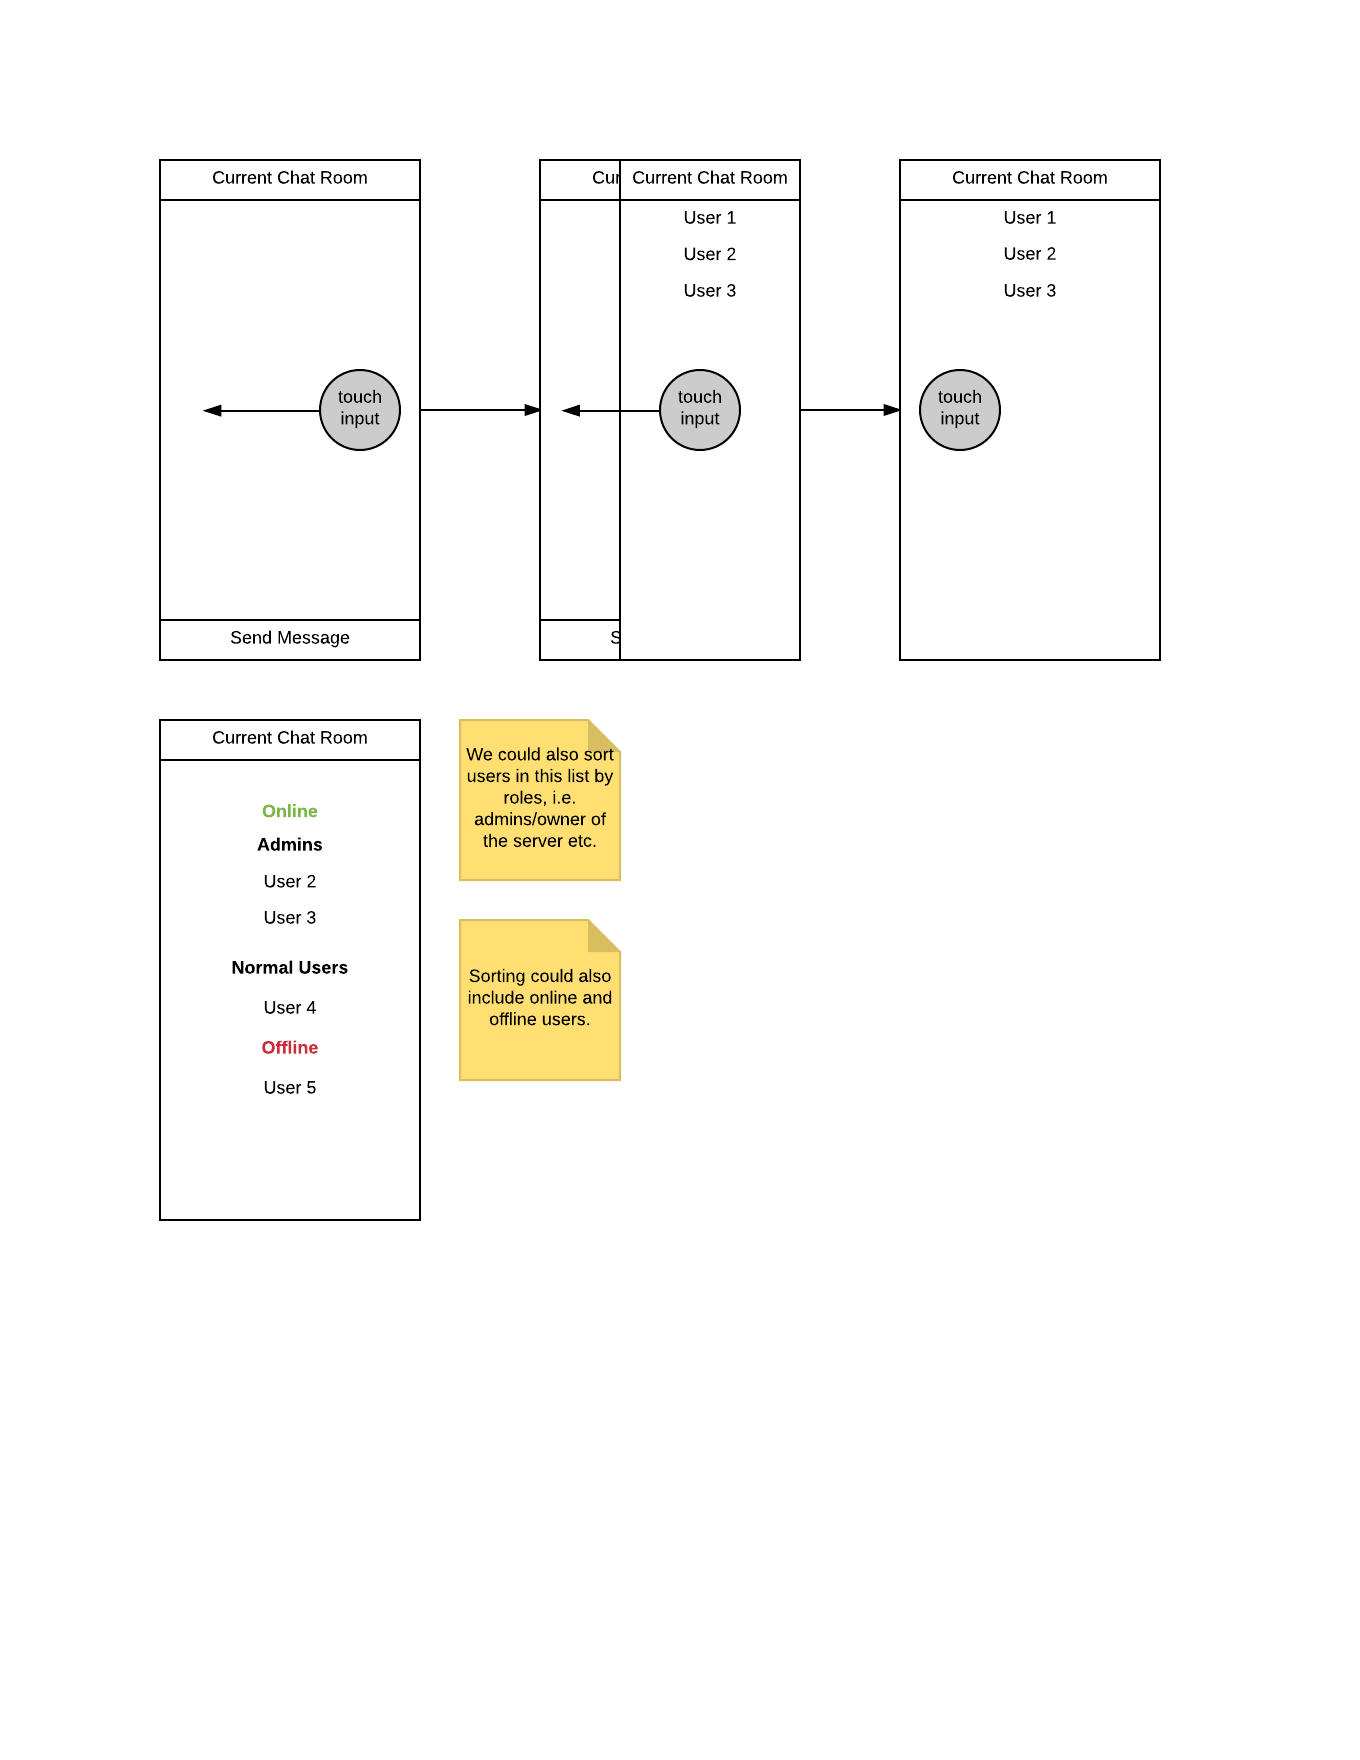 Current Chat Room
touch
input
Send Message
Cur
S
Current Chat Room
User 1
User 2
User 3
touch
input
Current Chat Room
User 1
User 2
User 3
touch
input
Current Chat Room
Online
Admins
User 2
User 3
Normal Users
User 4
Offline
User 5
We could also sort
users in this list by
roles, i.e.
admins/owner of
the server etc.
Sorting could also
include online and
offline users.